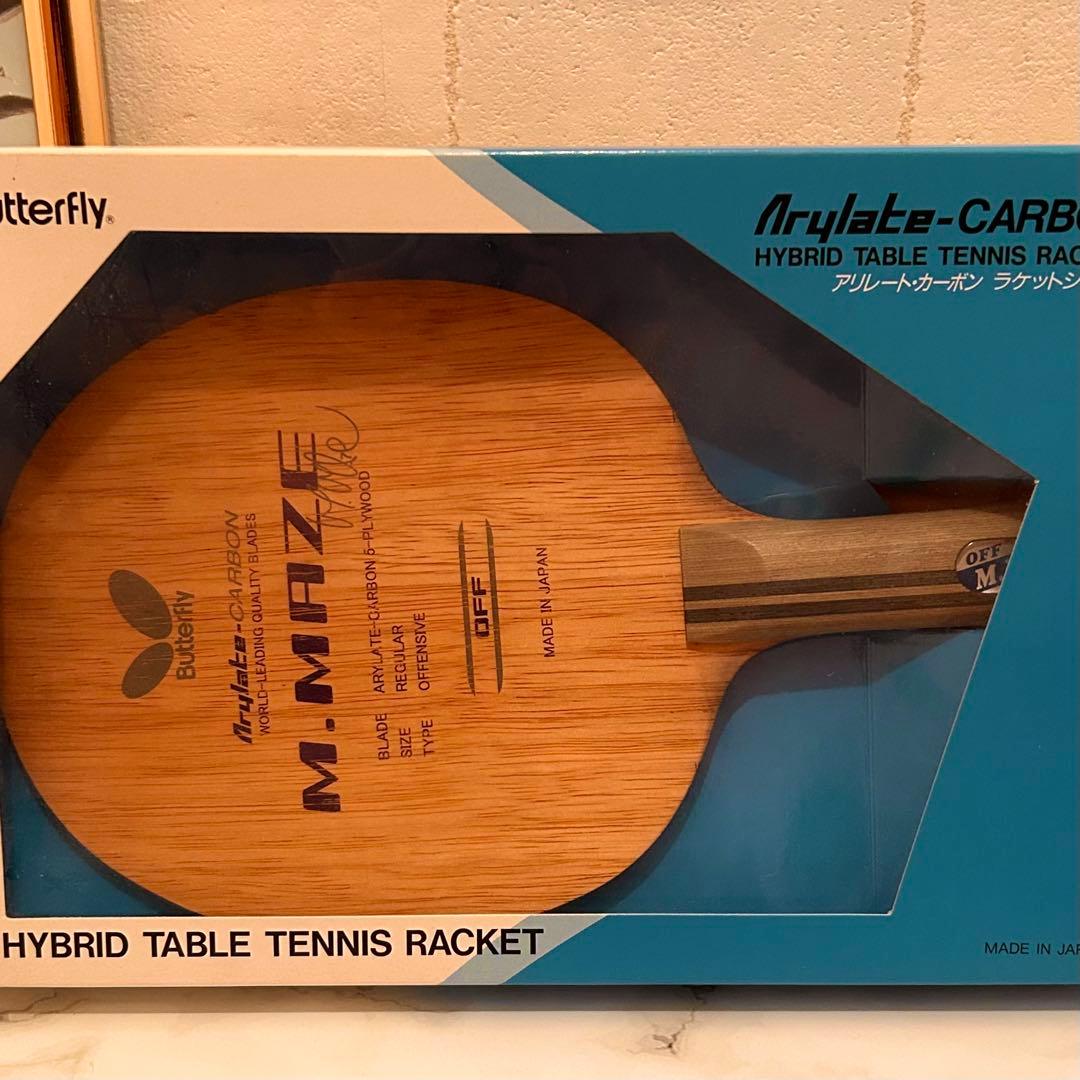 utterfly®
Arylate-CARBO
HYBRID TABLE TENNIS RAC
アリレート・カーボン ラケットシ
Butterfly
Arylate-CARBON
WORLD-LEADING QUALITY BLADES
M.MAZE
BLADE ARYLATE-CARBON 5-PLYWOOD
SIZE REGULAR
TYPE OFFENSIVE
OFF
MADE IN JAPAN
OFF
M.
HYBRID TABLE TENNIS RACKET
MADE IN JAP